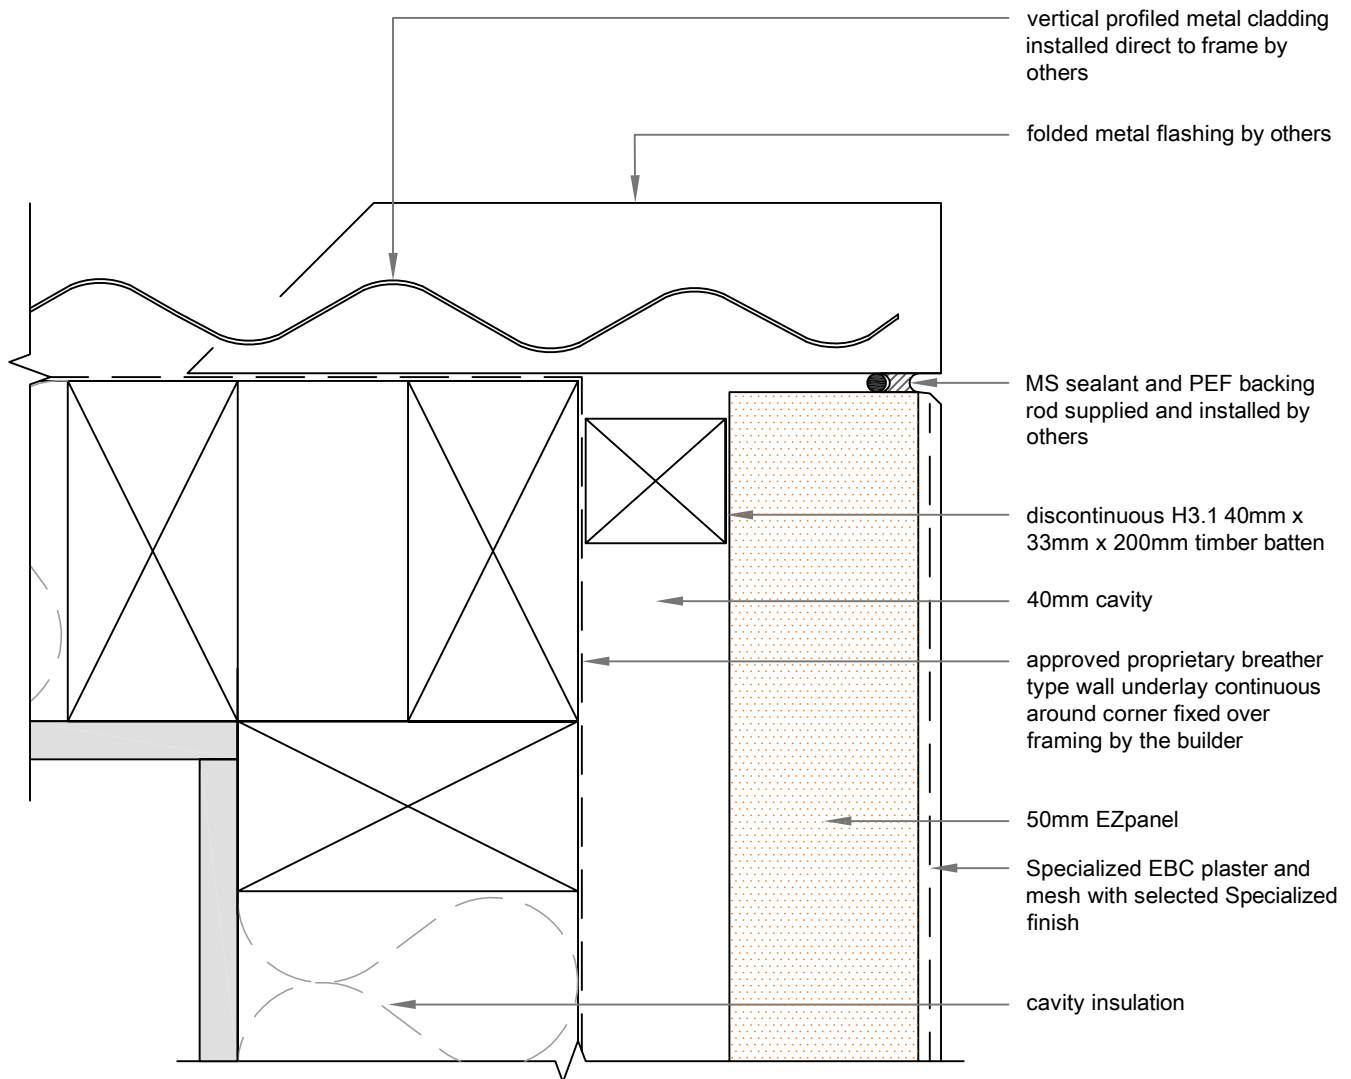 vertical profiled metal cladding
installed direct to frame by
others
folded metal flashing by others
MS sealant and PEF backing
rod supplied and installed by
others
discontinuous H3.1 40mm x
33mm x 200mm timber batten
40mm cavity
approved proprietary breather
type wall underlay continuous
around corner fixed over
framing by the builder
50mm EZpanel
Specialized EBC plaster and
mesh with selected Specialized
finish
cavity insulation